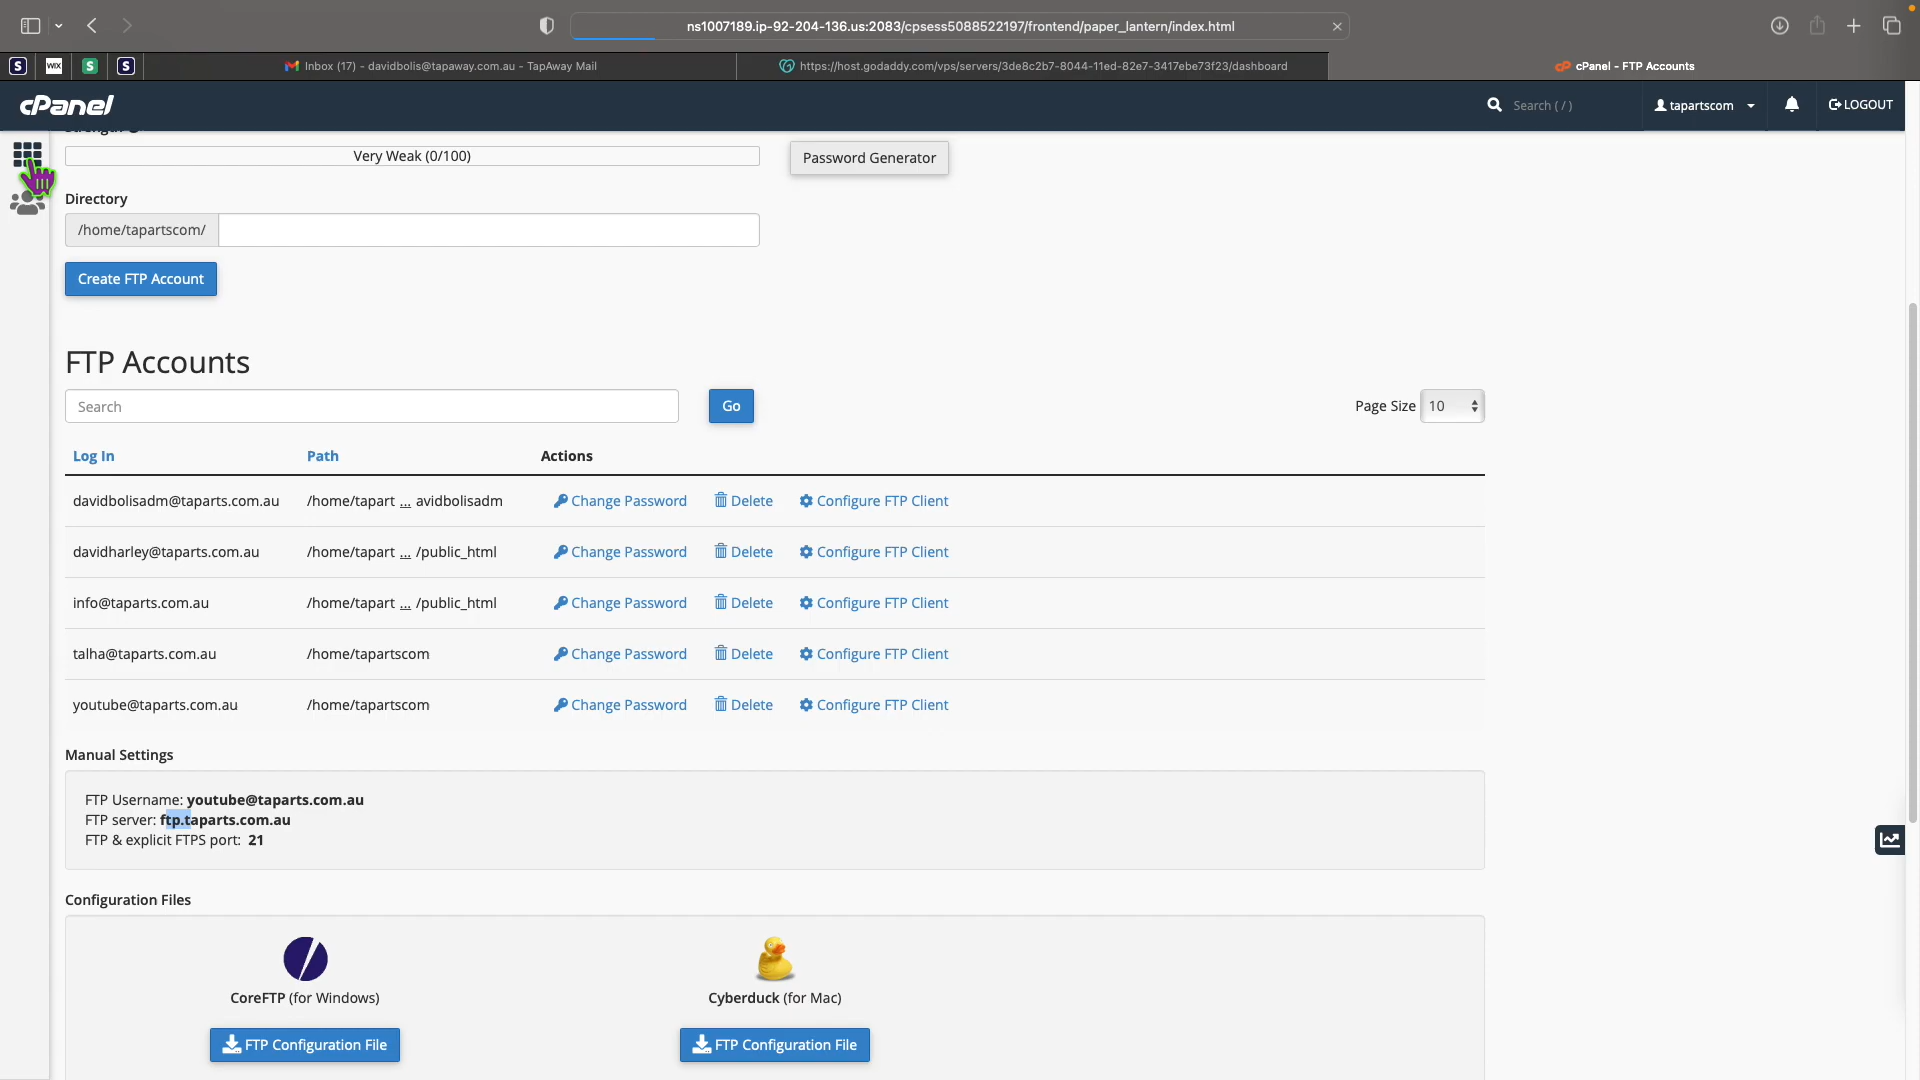 ns1007189.ip-92-204-136.us:2083/cpsess5088522197/frontend/paper_lantern/index.html
S WIX S S Inbox (17) - davidbolis@tapaway.com.au - TapAway Mail https://host.godaddy.com/vps/servers/3de8c2b7-8044-11ed-82e7-3417ebe73f23/dashboard cPanel - FTP Accounts
cPanel Search ( / ) tapartscom LOGOUT
Very Weak (0/100) Password Generator
Directory
/home/tapartscom/
Create FTP Account
FTP Accounts
Search Go Page Size 10
Log In Path Actions
davidbolisadm@taparts.com.au /home/tapart ... avidbolisadm Change Password Delete Configure FTP Client
davidharley@taparts.com.au /home/tapart ... /public_html Change Password Delete Configure FTP Client
info@taparts.com.au /home/tapart ... /public_html Change Password Delete Configure FTP Client
talha@taparts.com.au /home/tapartscom Change Password Delete Configure FTP Client
youtube@taparts.com.au /home/tapartscom Change Password Delete Configure FTP Client
Manual Settings
FTP Username: youtube@taparts.com.au
FTP server: ftp.taparts.com.au
FTP & explicit FTPS port: 21
Configuration Files
CoreFTP (for Windows) Cyberduck (for Mac)
FTP Configuration File FTP Configuration File